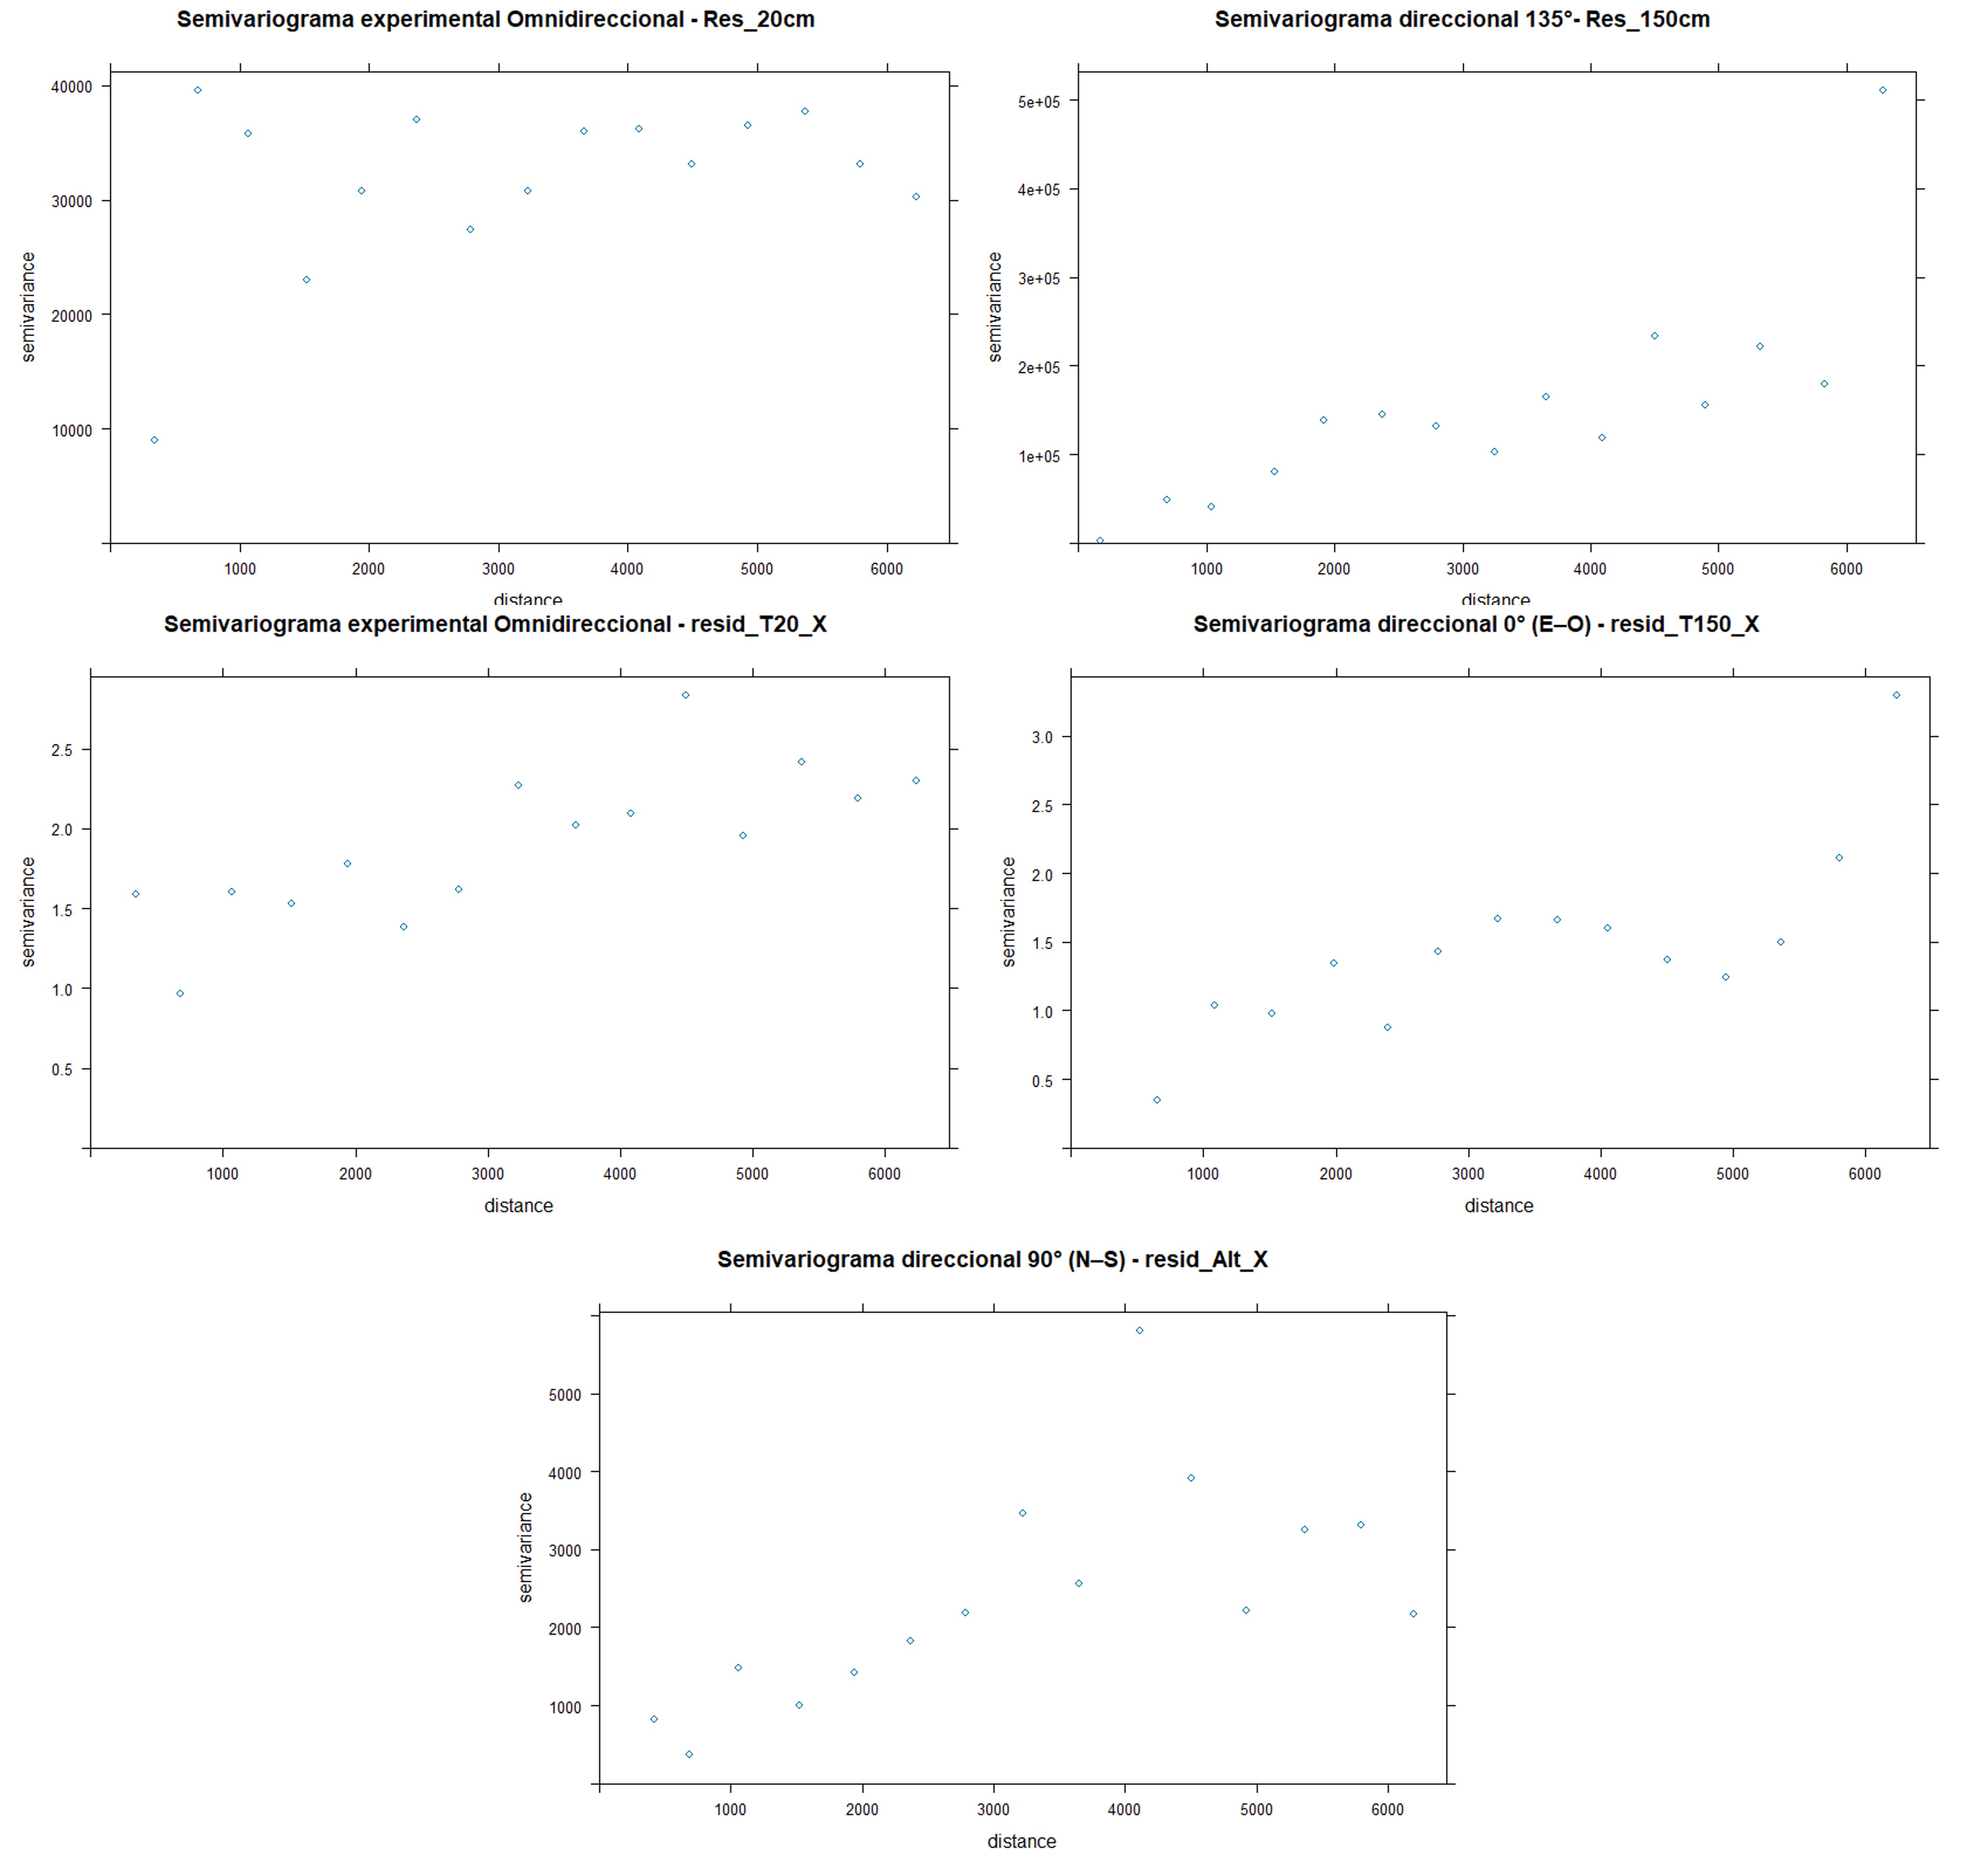 Semivariograma experimental Omnidireccional - Res_20cm
40000
30000
20000
10000
semivariance
1000 2000 3000 4000 5000 6000
distance
Semivariograma direccional 135°- Res_150cm
5e+05
4e+05
3e+05
2e+05
1e+05
semivariance
1000 2000 3000 4000 5000 6000
distance
Semivariograma experimental Omnidireccional - resid_T20_X
2.5
2.0
1.5
1.0
0.5
semivariance
1000 2000 3000 4000 5000 6000
distance
Semivariograma direccional 0° (E–O) - resid_T150_X
3.0
2.5
2.0
1.5
1.0
0.5
semivariance
1000 2000 3000 4000 5000 6000
distance
Semivariograma direccional 90° (N–S) - resid_Alt_X
5000
4000
3000
2000
1000
semivariance
1000 2000 3000 4000 5000 6000
distance